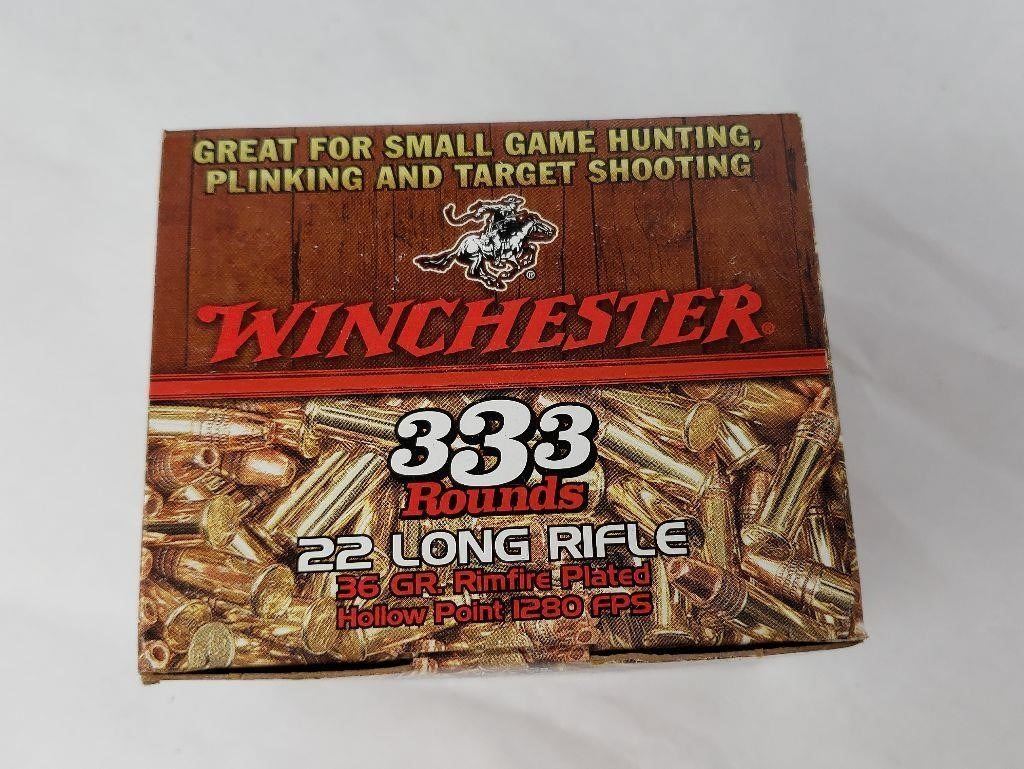 GREAT FOR SMALL GAME HUNTING,
PLINKING AND TARGET SHOOTING
®
WINCHESTER®
333
Rounds
22 LONG RIFLE
36 GR. Rimfire Plated
Hollow Point 1280 FPS